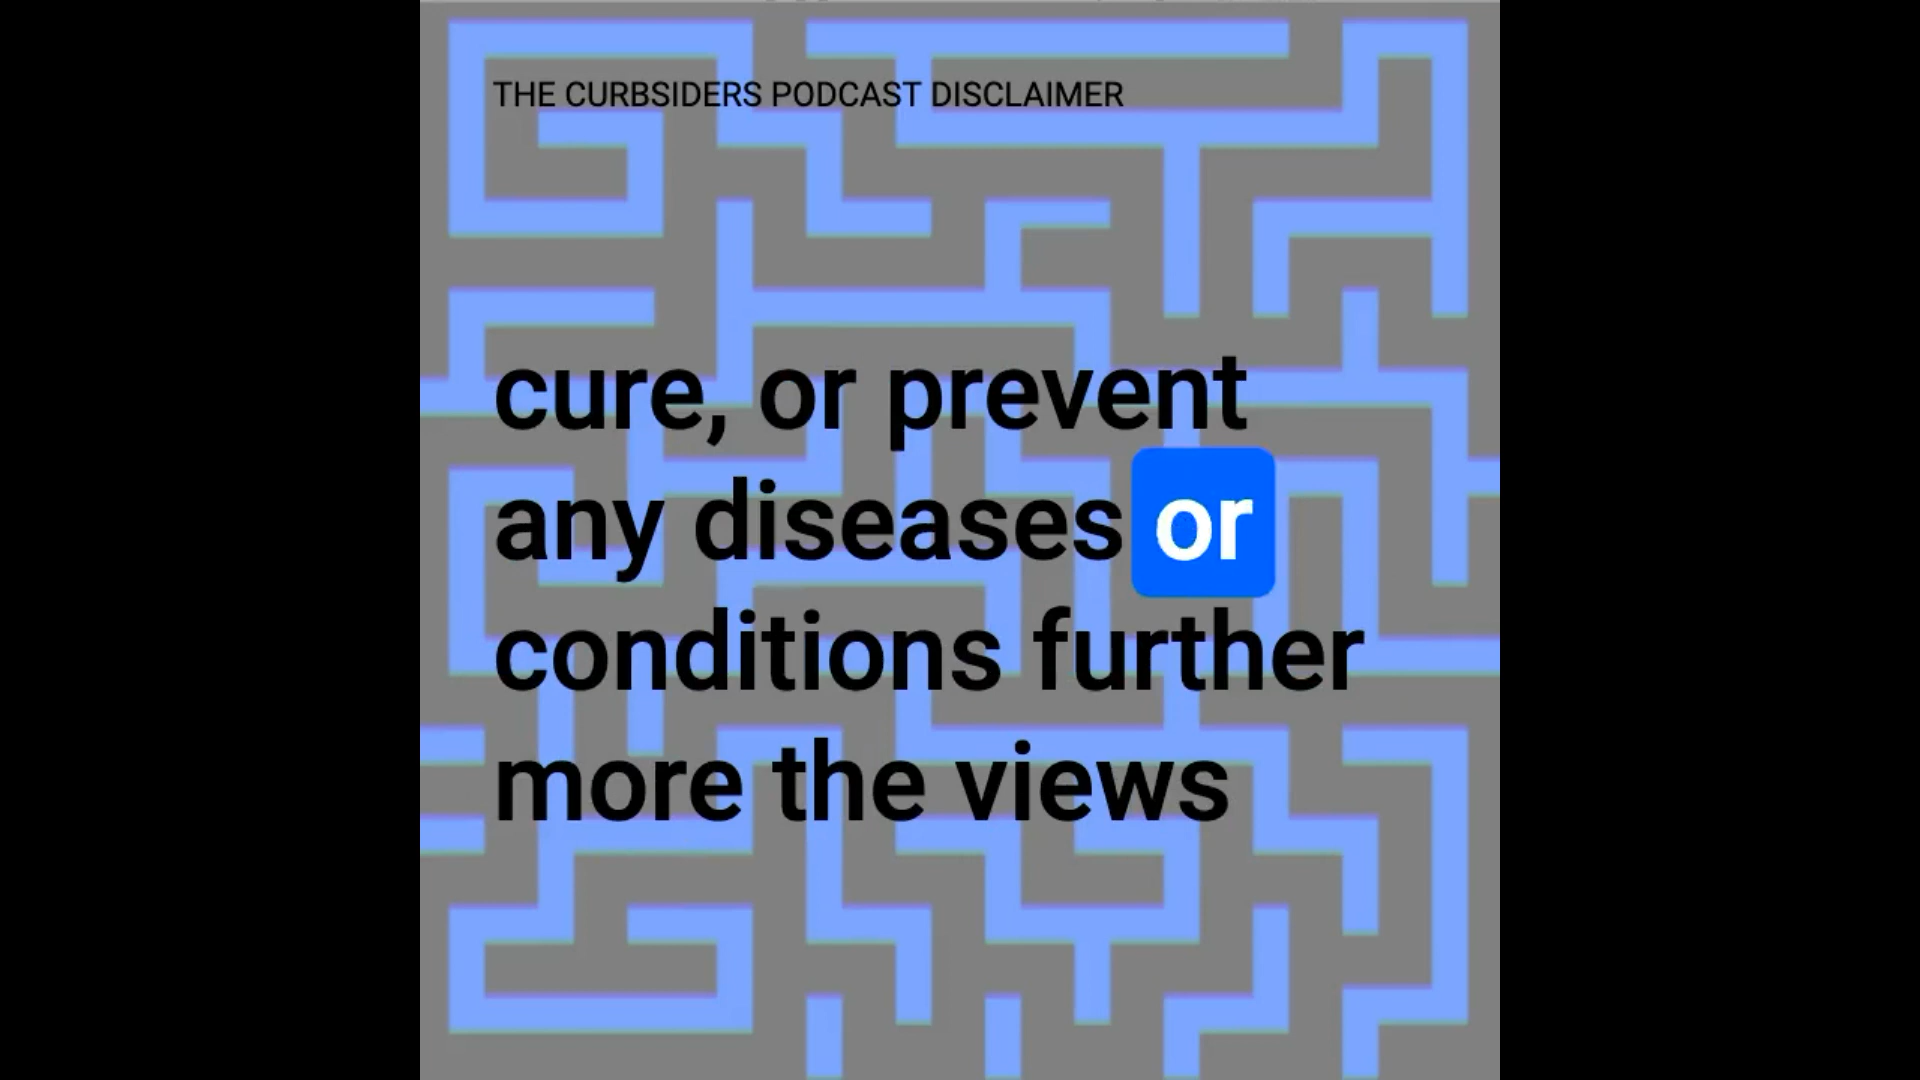 THE CURBSIDERS PODCAST DISCLAIMER
cure, or prevent
any diseases or
conditions further
more the views